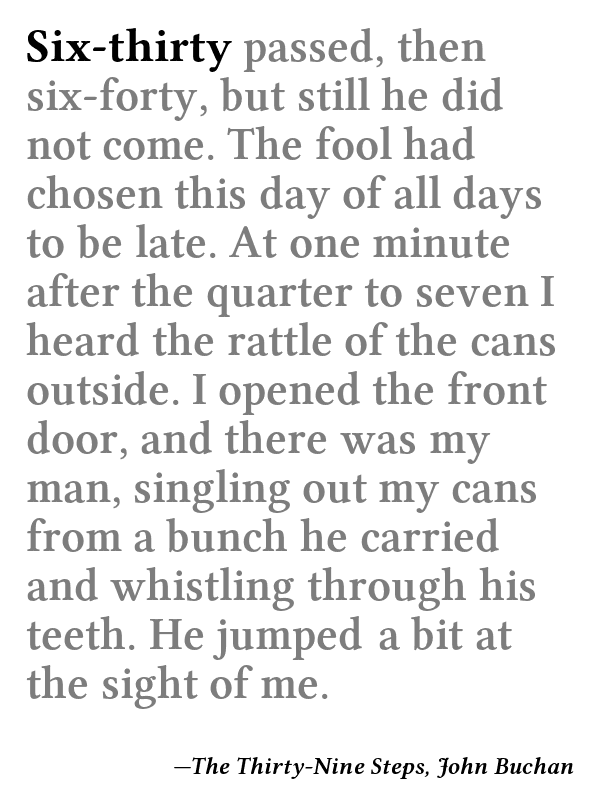 Six-thirty passed, then
six-forty, but still he did
not come. The fool had
chosen this day of all days
to be late. At one minute
after the quarter to seven I
heard the rattle of the cans
outside. I opened the front
door, and there was my
man, singling out my cans
from a bunch he carried
and whistling through his
teeth. He jumped a bit at
the sight of me.
—The Thirty-Nine Steps, John Buchan